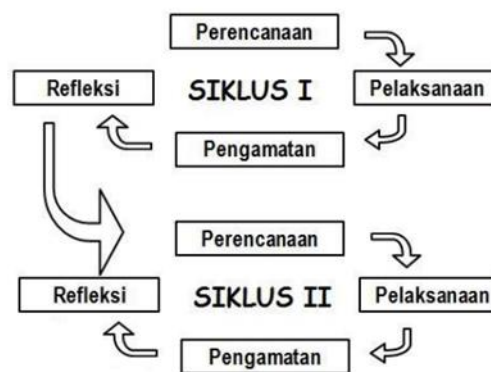 Perencanaan
Refleksi
SIKLUS I
Pelaksanaan
Pengamatan
Perencanaan
Refleksi
SIKLUS II
Pelaksanaan
Pengamatan